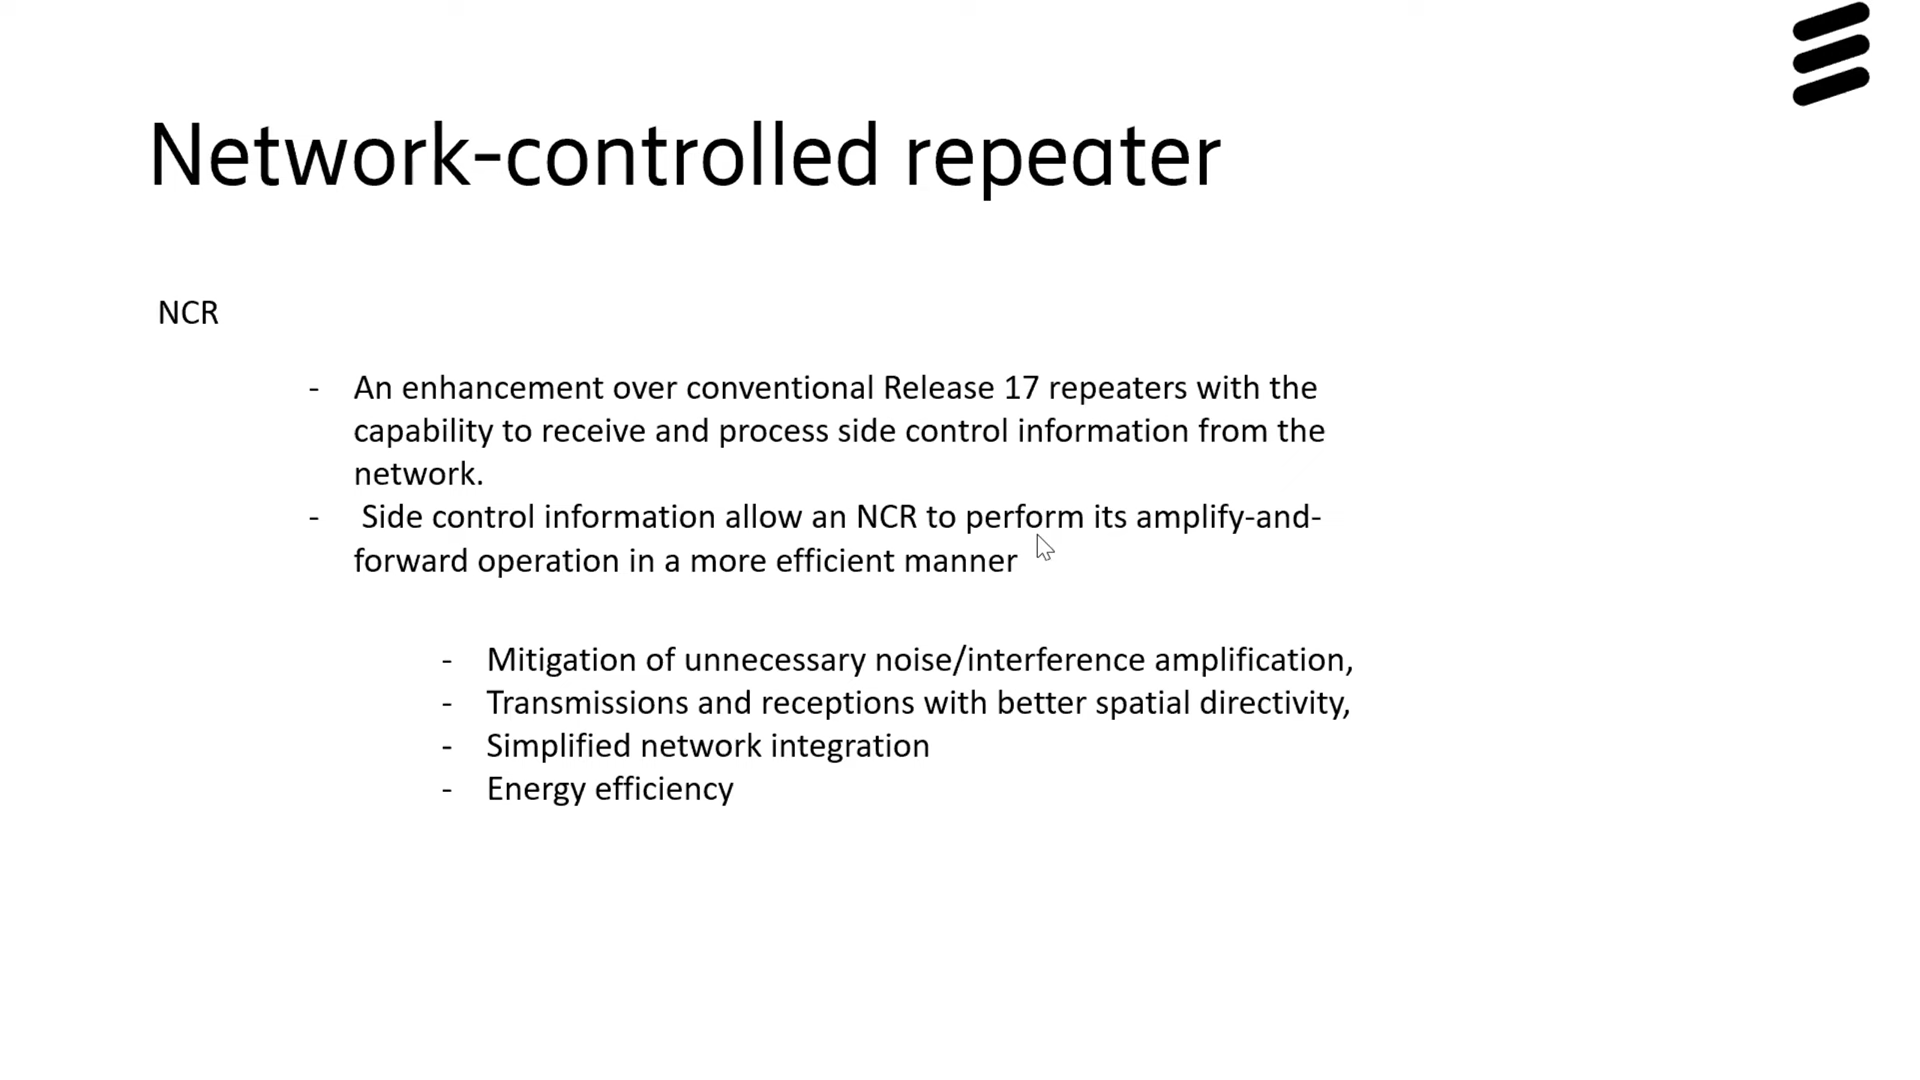 Network-controlled repeater
NCR
- An enhancement over conventional Release 17 repeaters with the
capability to receive and process side control information from the
network.
- Side control information allow an NCR to perform its amplify-and-
forward operation in a more efficient manner
- Mitigation of unnecessary noise/interference amplification,
- Transmissions and receptions with better spatial directivity,
- Simplified network integration
- Energy efficiency